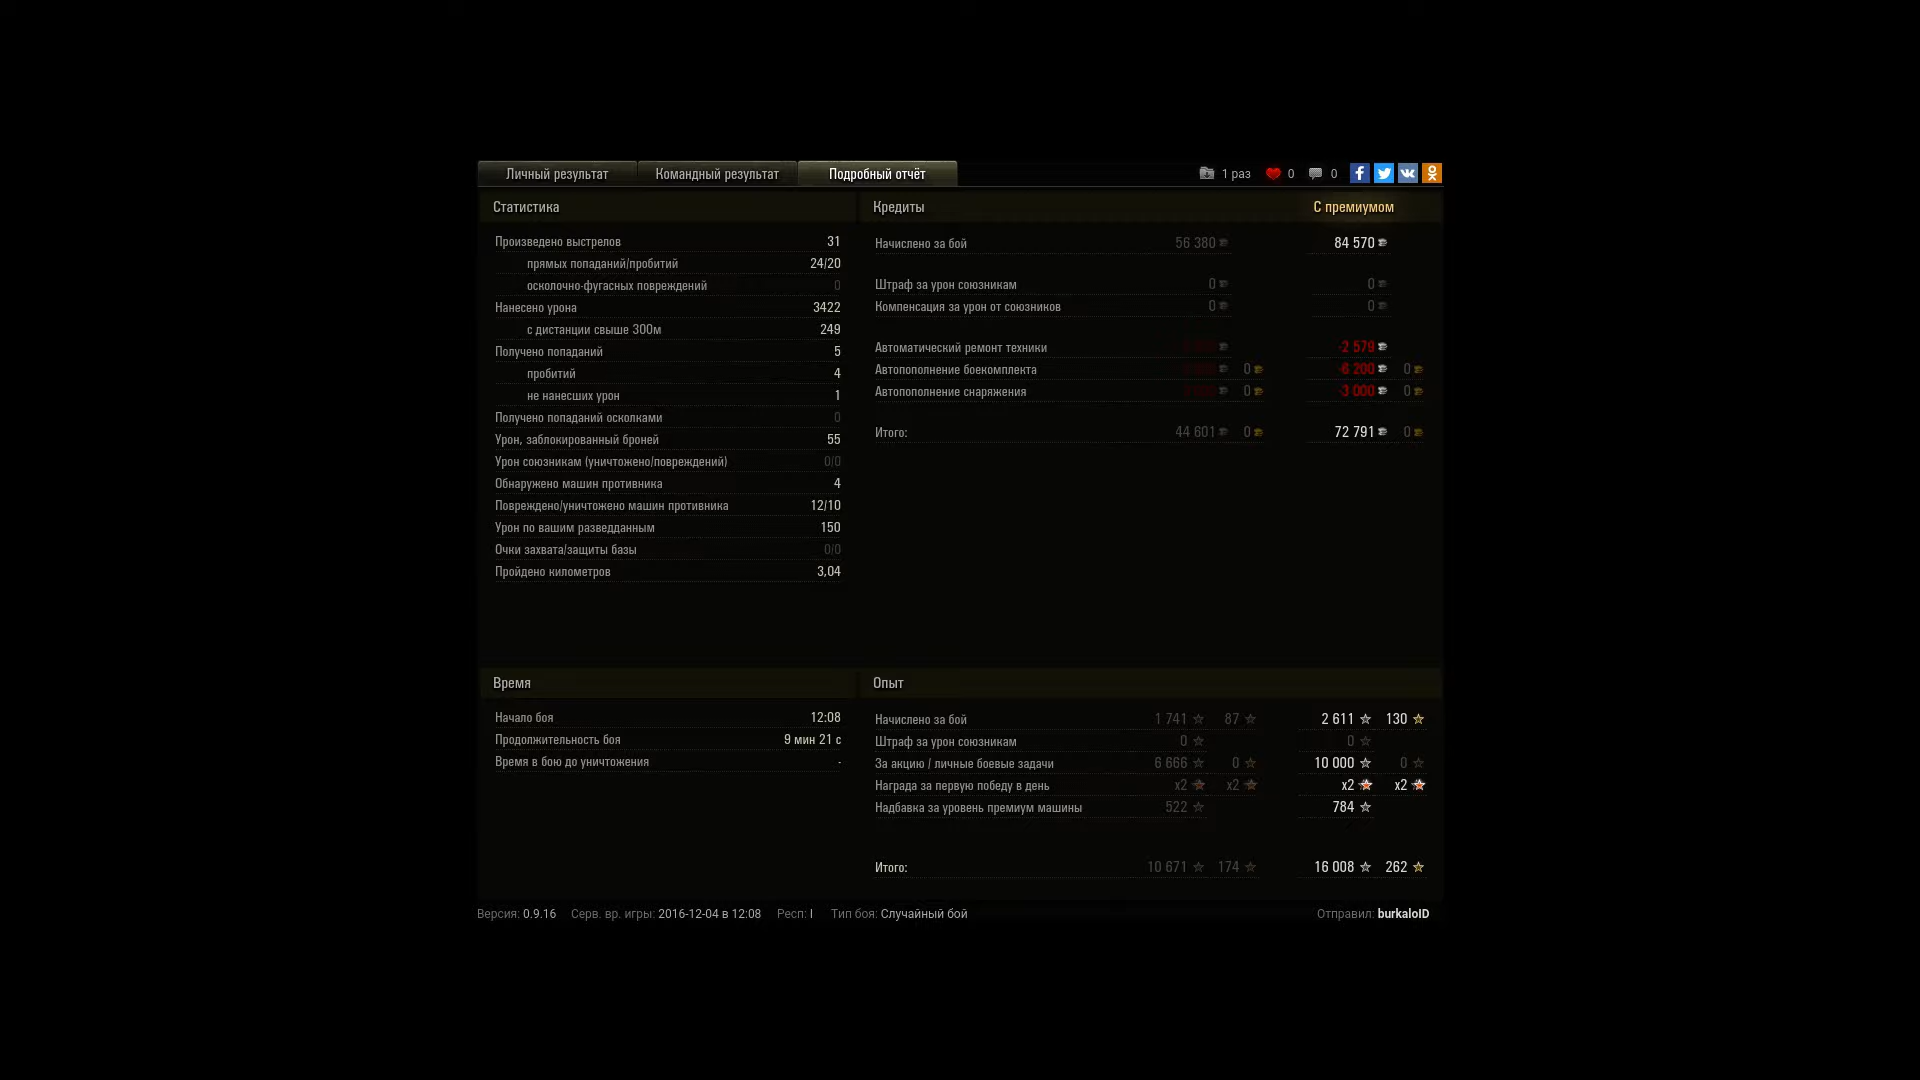 Личный результат Командный результат Подробный отчёт 1 раз 0 0
Статистика
Произведено выстрелов 31
прямых попаданий/пробитий 24/20
осколочно-фугасных повреждений 0
Нанесено урона 3422
с дистанции свыше 300м 249
Получено попаданий 5
пробитий 4
не нанесших урон 1
Получено попаданий осколками 0
Урон, заблокированный броней 55
Урон союзникам (уничтожено/повреждений) 0/0
Обнаружено машин противника 4
Повреждено/уничтожено машин противника 12/10
Урон по вашим разведданным 150
Очки захвата/защиты базы 0/0
Пройдено километров 3,04
Кредиты С премиумом
Начислено за бой 56 380 84 570
Штраф за урон союзникам 0 0
Компенсация за урон от союзников 0 0
Автоматический ремонт техники -2 579
Автопополнение боекомплекта 0 -6 200 0
Автопополнение снаряжения 0 -3 000 0
Итого: 44 601 0 72 791 0
Время
Начало боя 12:08
Продолжительность боя 9 мин 21 с
Время в бою до уничтожения -
Опыт
Начислено за бой 1 741 87 2 611 130
Штраф за урон союзникам 0 0
За акцию / личные боевые задачи 6 666 0 10 000 0
Награда за первую победу в день x2 x2 x2 x2
Надбавка за уровень премиум машины 522 784
Итого: 10 671 174 16 008 262
Версия: 0.9.16 Серв. вр. игры: 2016-12-04 в 12:08 Респ: I Тип боя: Случайный бой Отправил: burkaloID